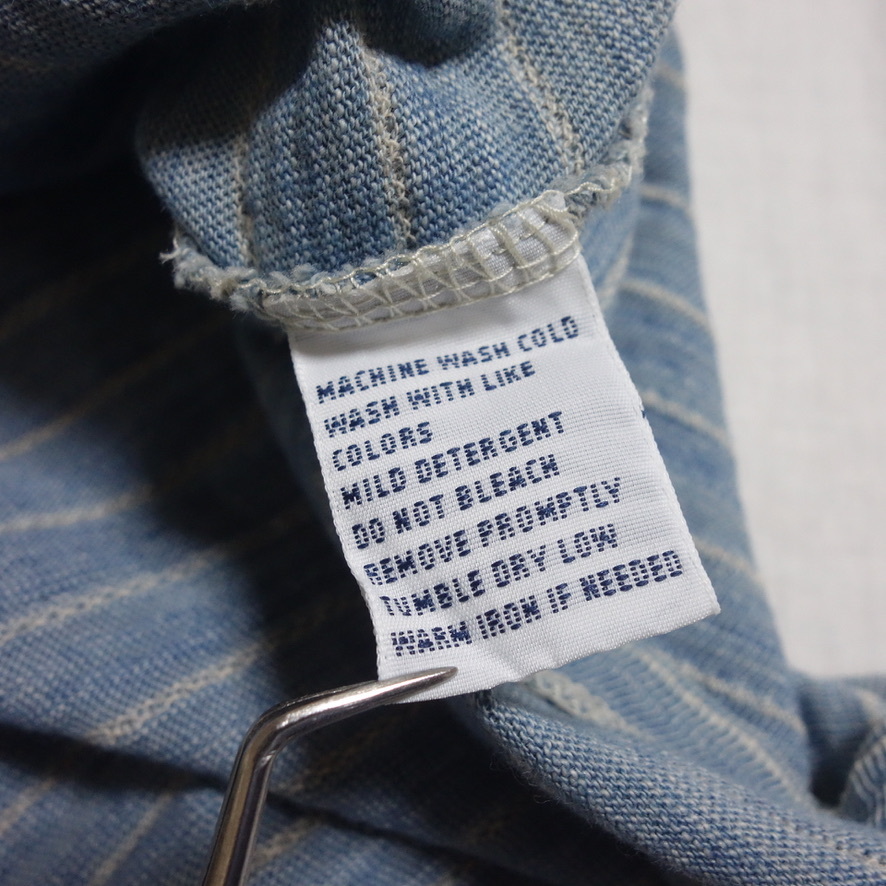 MACHINE WASH COLD
WASH WITH LIKE
COLORS
MILD DETERGENT
DO NOT BLEACH
REMOVE PROMPTLY
TUMBLE DRY LOW
WARM IRON IF NEEDED